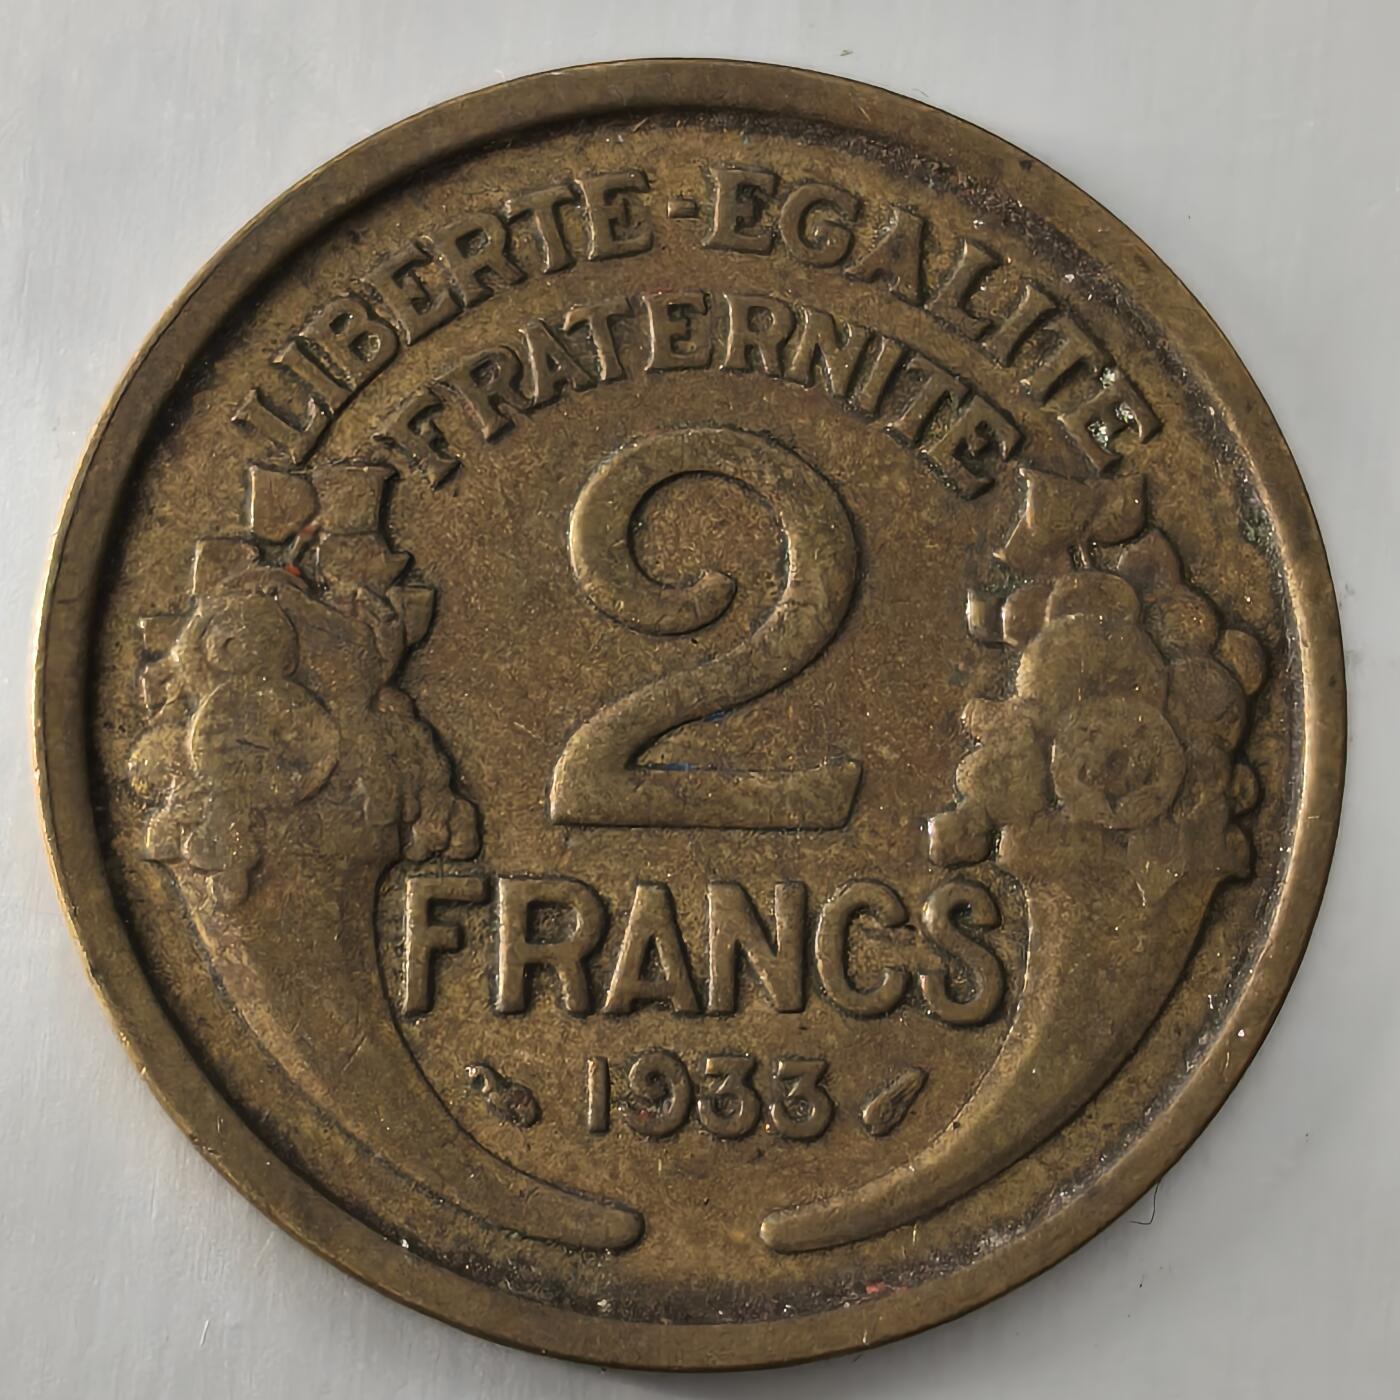 LIBERTE-EGALITE
FRATERNITE
2
FRANCS
1933